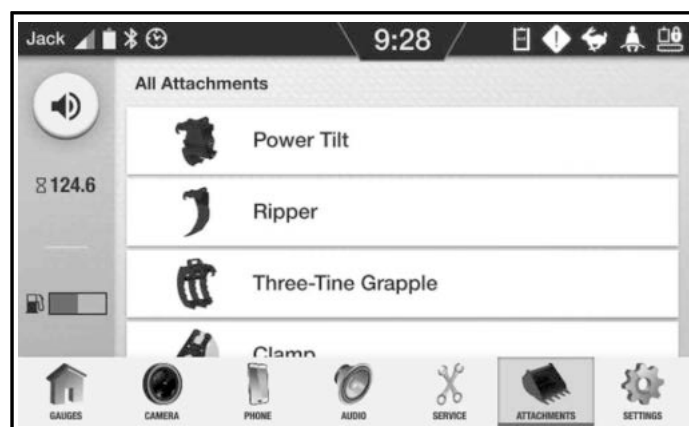 Jack 9:28
All Attachments
Power Tilt
124.6
Ripper
Three-Tine Grapple
Clamp
GAUGES CAMERA PHONE AUDIO SERVICE ATTACHMENTS SETTINGS